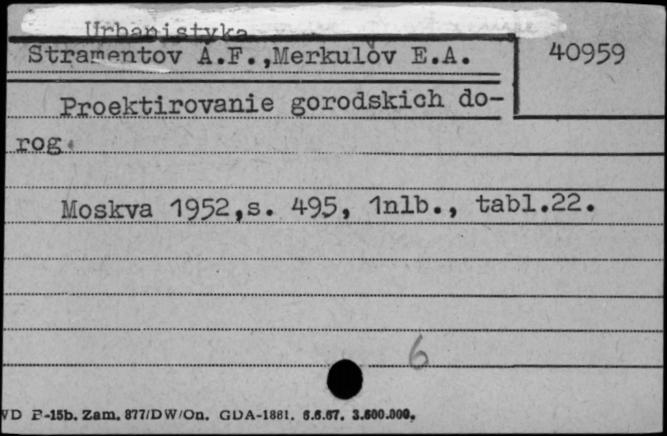 Urbanistyka
Stramentov A.F.,Merkulov E.A.
40959
Proektirovanie gorodskich do-
rog.
Moskva 1952,s. 495, 1nlb., tabl.22.
6
WD P-15b. Zam. 877/DW/On. GDA-1881. 6.6.67. 3.600.000.